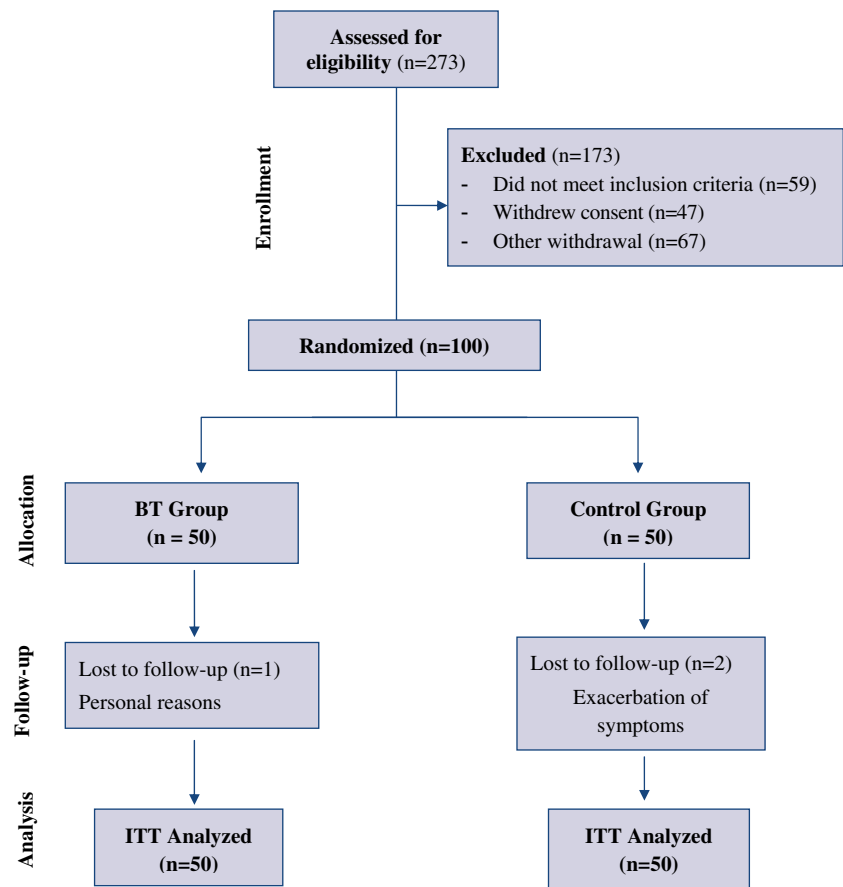 Assessed for
eligibility (n=273)
Enrollment
Excluded (n=173)
- Did not meet inclusion criteria (n=59)
- Withdrew consent (n=47)
- Other withdrawal (n=67)
Randomized (n=100)
Allocation
BT Group
(n = 50)
Control Group
(n = 50)
Follow-up
Lost to follow-up (n=1)
Personal reasons
Lost to follow-up (n=2)
Exacerbation of
symptoms
Analysis
ITT Analyzed
(n=50)
ITT Analyzed
(n=50)